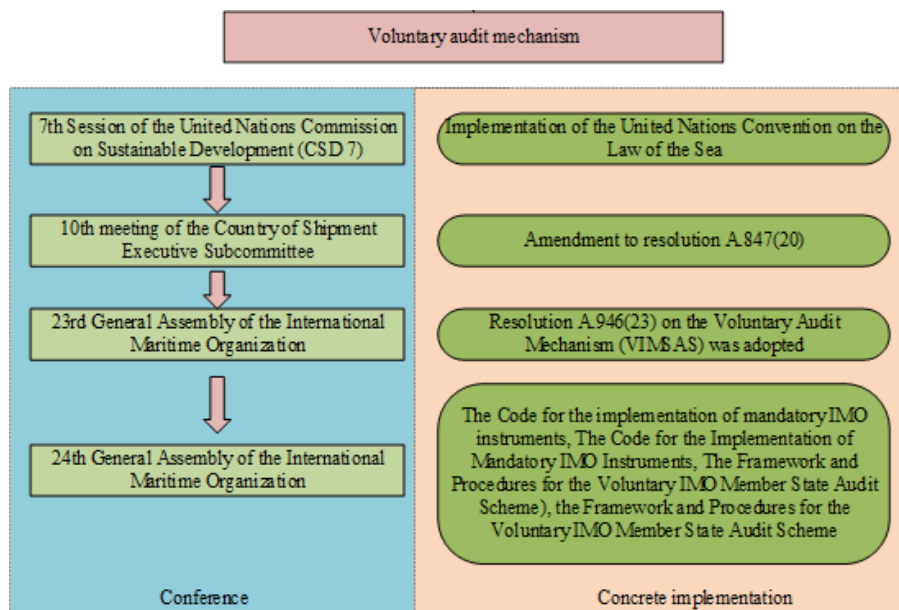 Voluntary audit mechanism
7th Session of the United Nations Commission
on Sustainable Development (CSD 7)
Implementation of the United Nations Convention on the
Law of the Sea
10th meeting of the Country of Shipment
Executive Subcommittee
Amendment to resolution A.847(20)
23rd General Assembly of the International
Maritime Organization
Resolution A.946(23) on the Voluntary Audit
Mechanism (VIMSAS) was adopted
24th General Assembly of the International
Maritime Organization
The Code for the implementation of mandatory IMO
instruments, The Code for the Implementation of
Mandatory IMO Instruments, The Framework and
Procedures for the Voluntary IMO Member State Audit
Scheme), the Framework and Procedures for the
Voluntary IMO Member State Audit Scheme
Conference
Concrete implementation